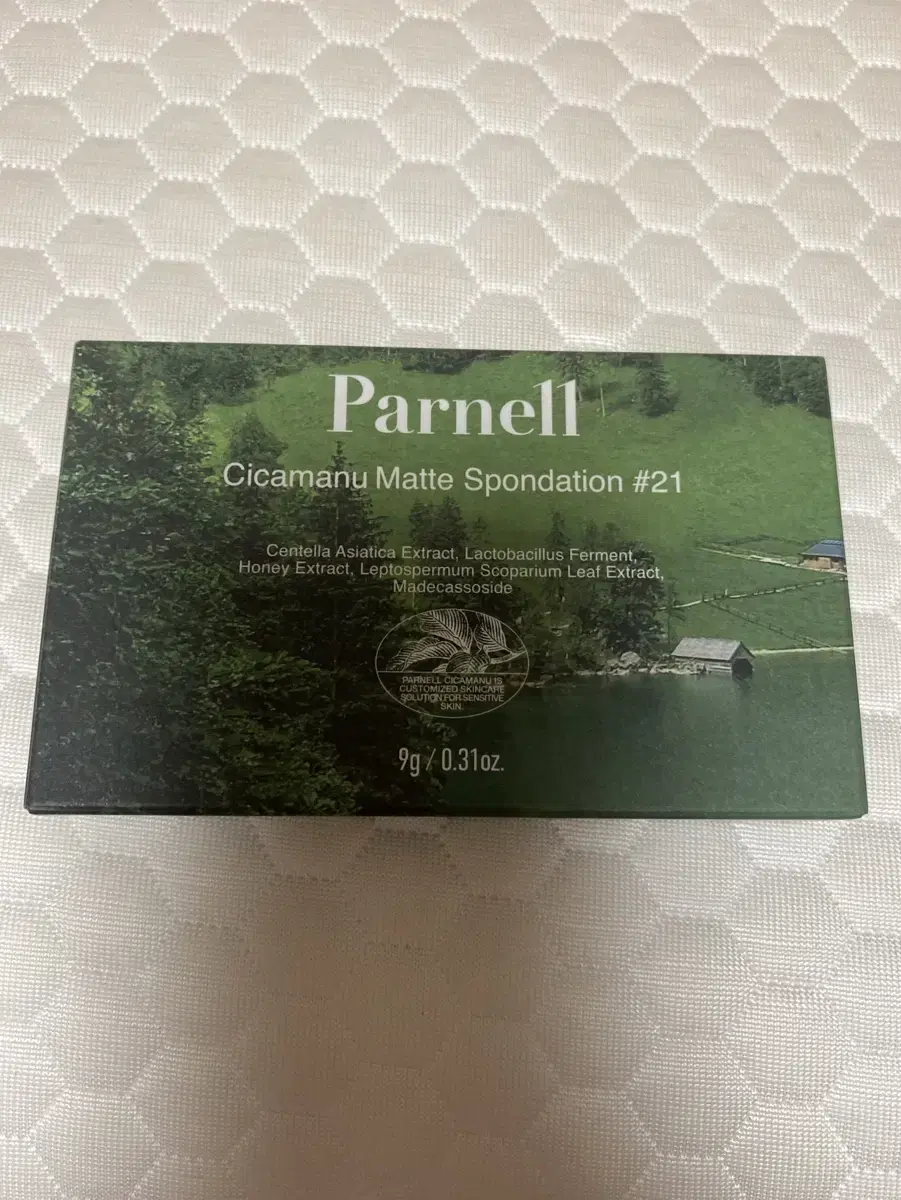 Parnell
Cicamanu Matte Spondation #21
Centella Asiatica Extract, Lactobacillus Ferment,
Honey Extract, Leptospermum Scoparium Leaf Extract,
Madecassoside
PARNELL CICAMANU IS
CUSTOMIZED SKINCARE
SOLUTION FOR SENSITIVE
SKIN.
9g / 0.31oz.